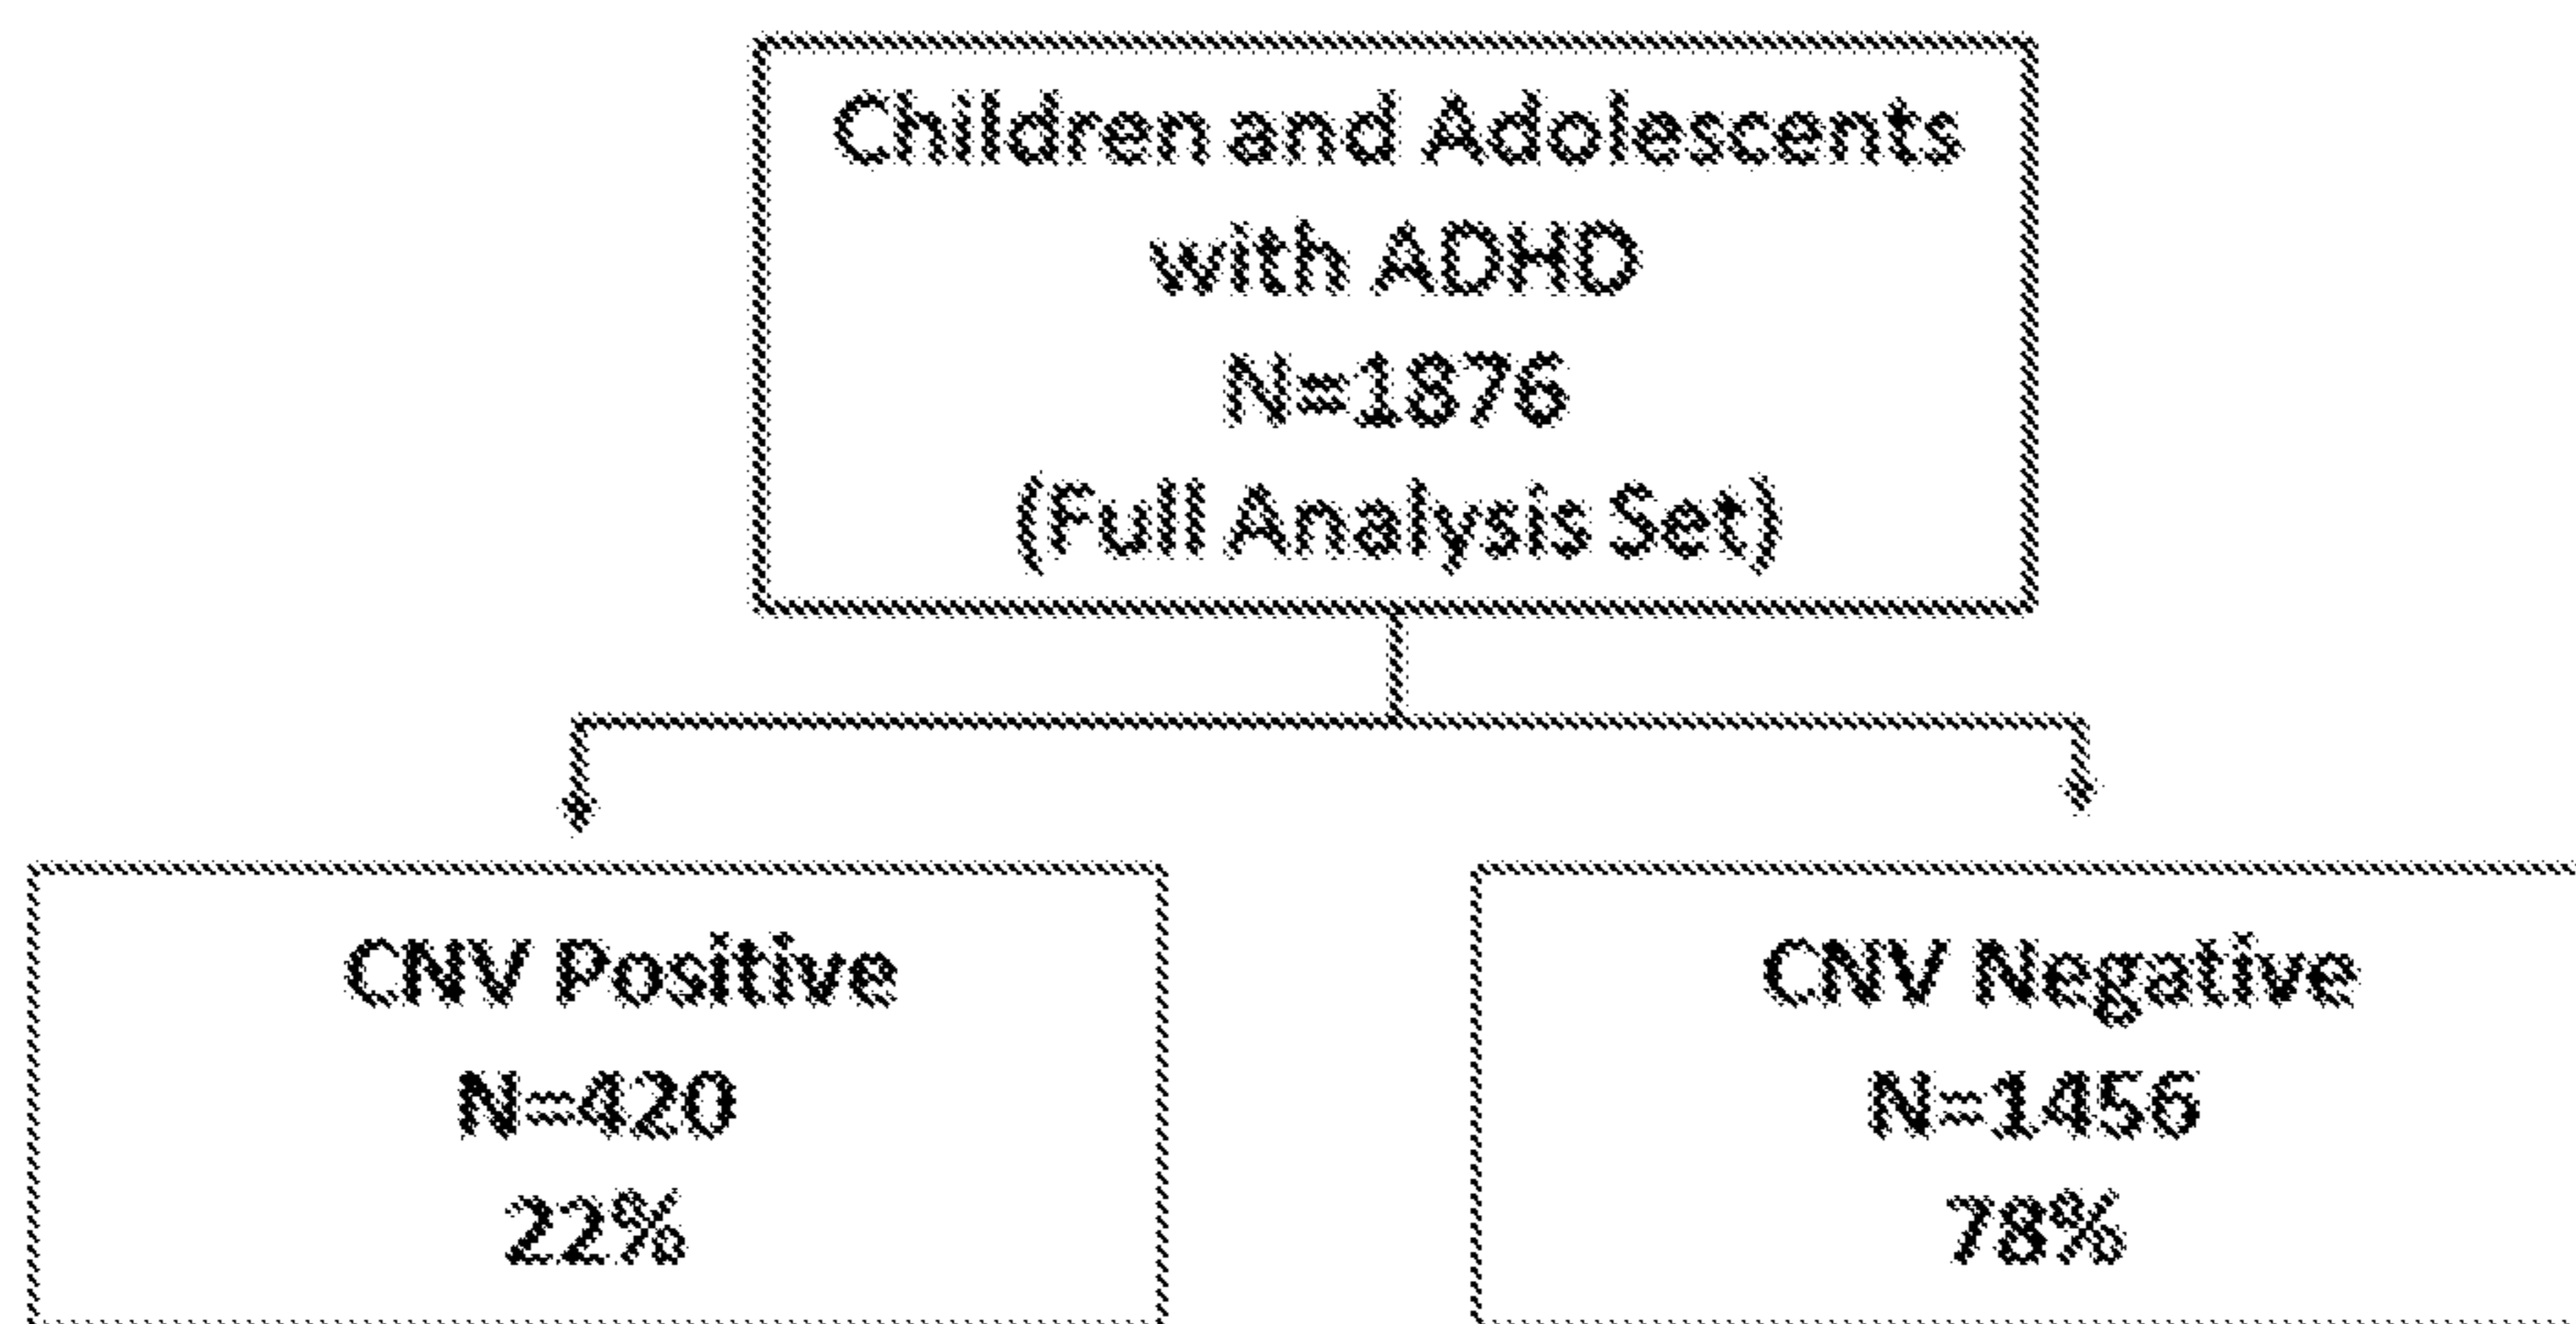 Children and Adolescents
with ADHD
N=1876
(Full Analysis Set)
CNV Positive
N=420
22%
CNV Negative
N=1456
78%